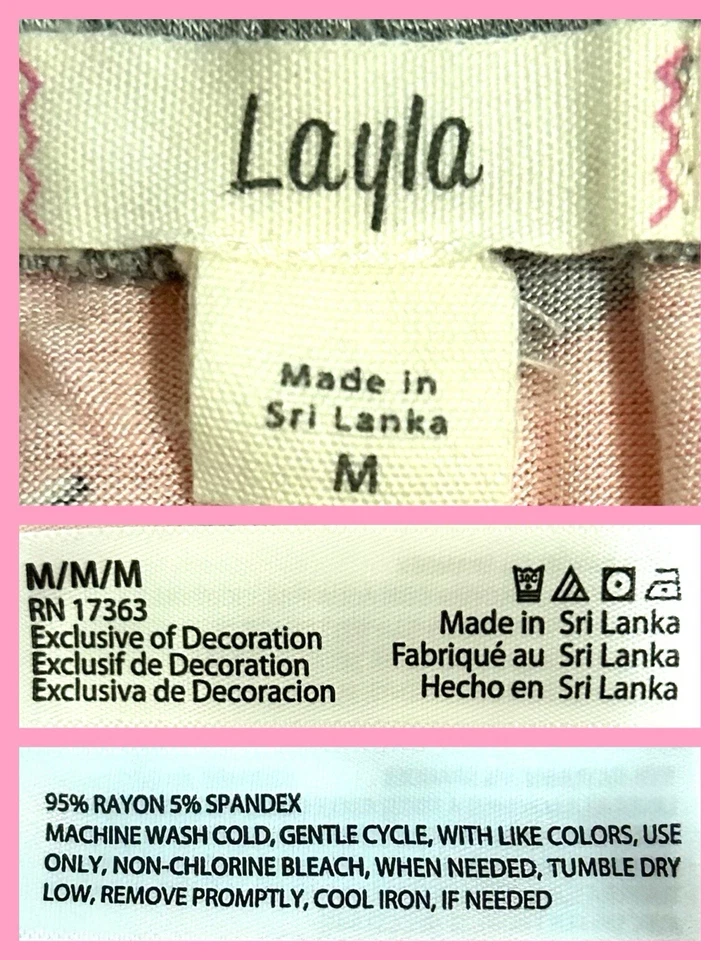 Layla
Made in
Sri Lanka
M
M/M/M
RN 17363
Exclusive of Decoration
Exclusif de Decoration
Exclusiva de Decoracion
30C
Made in Sri Lanka
Fabriqué au Sri Lanka
Hecho en Sri Lanka
95% RAYON 5% SPANDEX
MACHINE WASH COLD, GENTLE CYCLE, WITH LIKE COLORS, USE
ONLY, NON-CHLORINE BLEACH, WHEN NEEDED, TUMBLE DRY
LOW, REMOVE PROMPTLY, COOL IRON, IF NEEDED